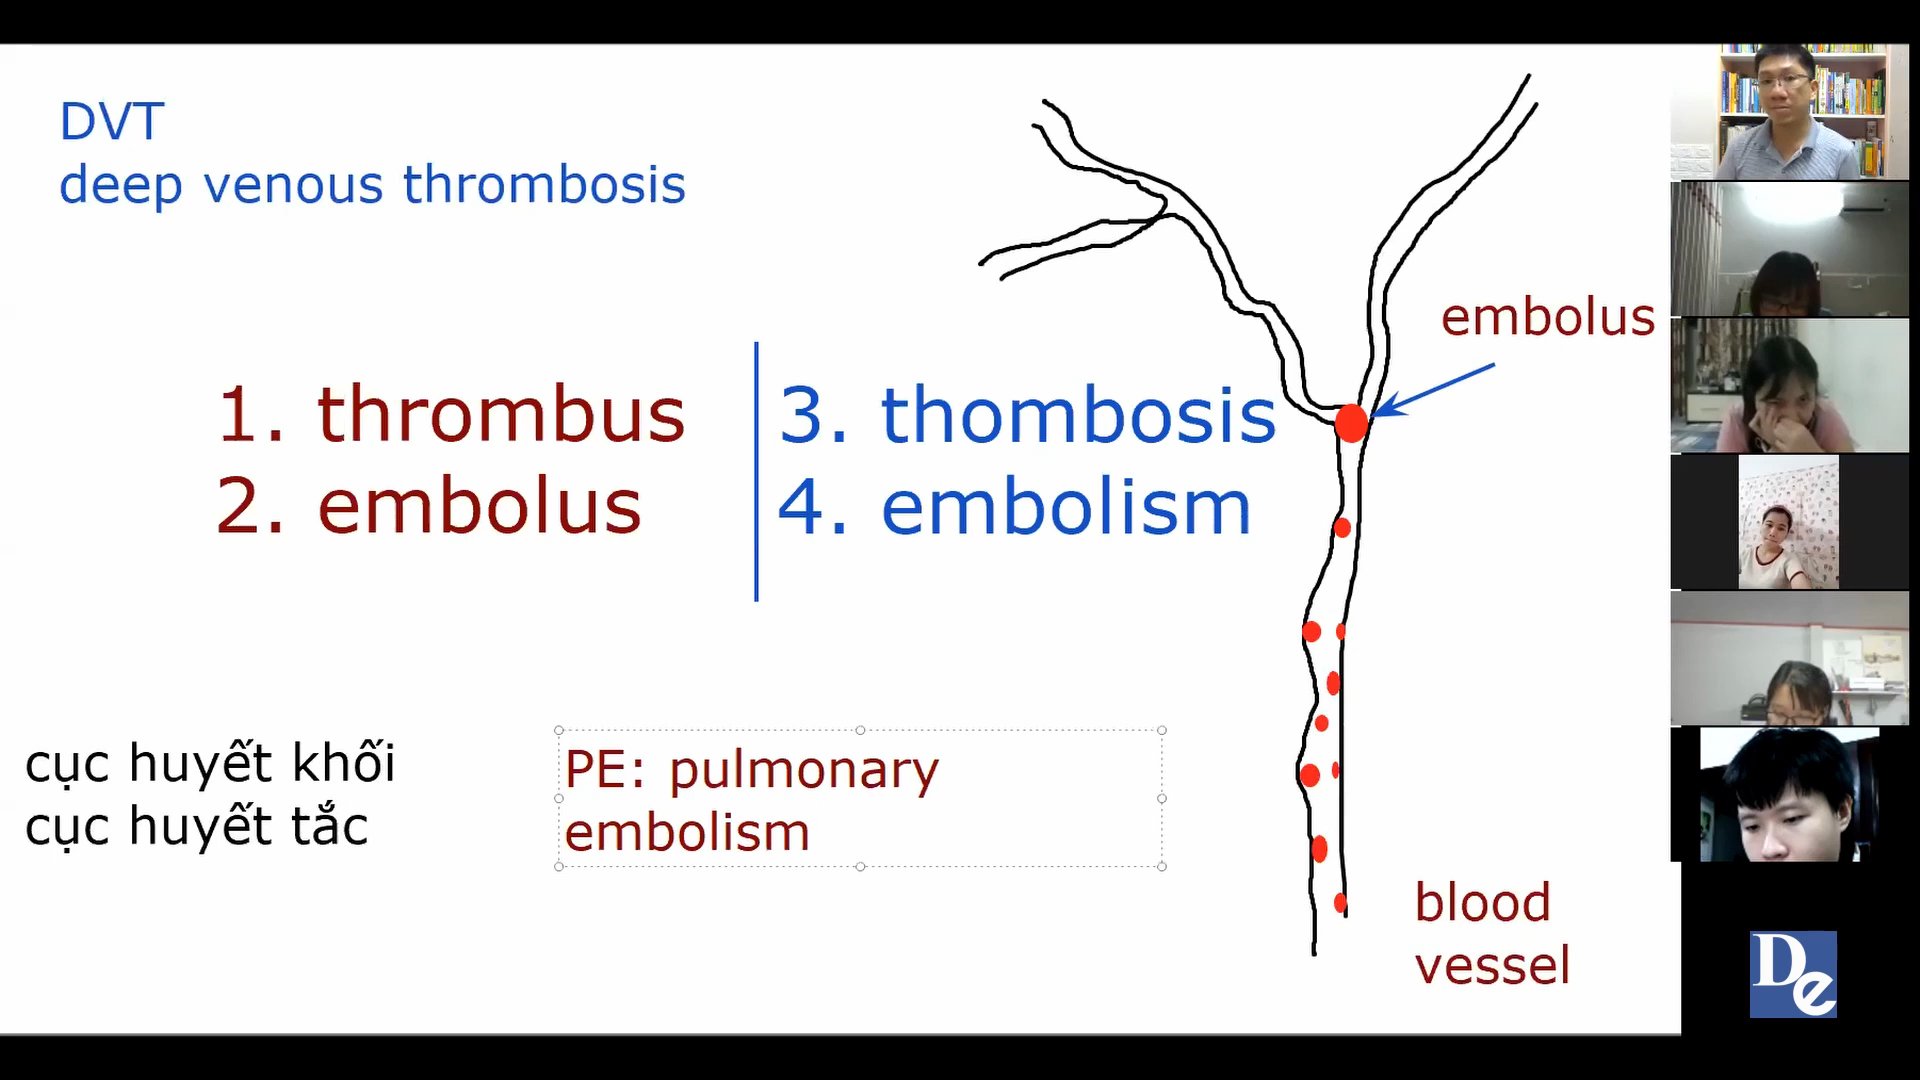 DVT
deep venous thrombosis
embolus
1. thrombus
2. embolus
3. thombosis
4. embolism
cục huyết khối
cục huyết tắc
PE: pulmonary
embolism
blood
vessel
De